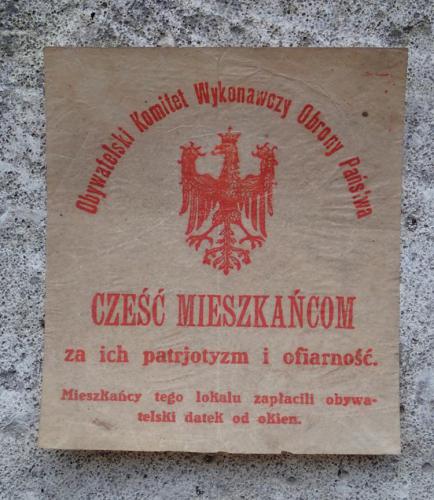 Obywatelski Komitet Wykonawczy Obrony Państwa
CZEŚĆ MIESZKAŃCOM
za ich patrjotyzm i ofiarność.
Mieszkańcy tego lokalu zapłacili obywa-
telski datek od okien.